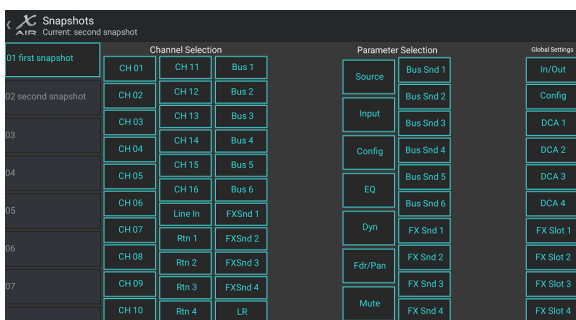 X AIR
Snapshots
Current: second snapshot
01 first snapshot
02 second snapshot
03
04
05
06
07
Channel Selection
CH 01
CH 02
CH 03
CH 04
CH 05
CH 06
CH 07
CH 08
CH 09
CH 10
CH 11
CH 12
CH 13
CH 14
CH 15
CH 16
Line In
Rtn 1
Rtn 2
Rtn 3
Rtn 4
Bus 1
Bus 2
Bus 3
Bus 4
Bus 5
Bus 6
FXSnd 1
FXSnd 2
FXSnd 3
FXSnd 4
LR
Parameter Selection
Source
Input
Config
EQ
Dyn
Fdr/Pan
Mute
Bus Snd 1
Bus Snd 2
Bus Snd 3
Bus Snd 4
Bus Snd 5
Bus Snd 6
FX Snd 1
FX Snd 2
FX Snd 3
FX Snd 4
Global Settings
In/Out
Config
DCA 1
DCA 2
DCA 3
DCA 4
FX Slot 1
FX Slot 2
FX Slot 3
FX Slot 4